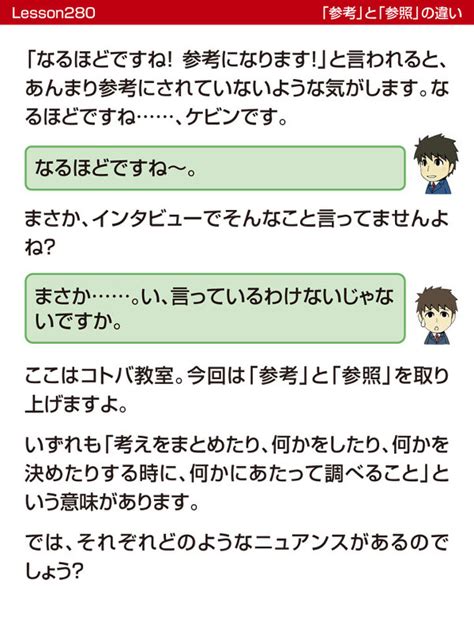 Lesson280
「参考」と「参照」の違い
「なるほどですね! 参考になります!」と言われると、
あんまり参考にされていないような気がします。な
るほどですね……、ケビンです。
なるほどですね〜。
まさか、インタビューでそんなこと言ってませんよ
ね?
まさか……。い、言っているわけないじゃな
いですか。
ここはコトバ教室。今回は「参考」と「参照」を取り
上げますよ。
いずれも「考えをまとめたり、何かをしたり、何かを
決めたりする時に、何かにあたって調べること」と
いう意味があります。
では、それぞれどのようなニュアンスがあるので
しょう?